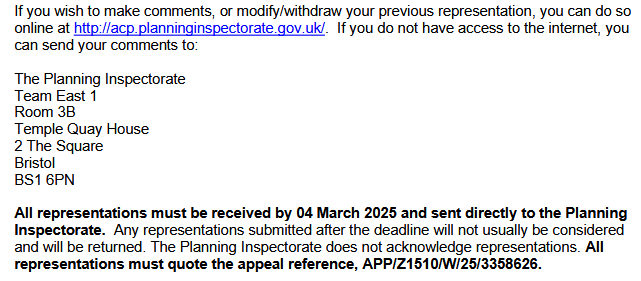 If you wish to make comments, or modify/withdraw your previous representation, you can do so
online at http://acp.planninginspectorate.gov.uk/.  If you do not have access to the internet, you
can send your comments to:

The Planning Inspectorate
Team East 1
Room 3B
Temple Quay House
2 The Square
Bristol
BS1 6PN

All representations must be received by 04 March 2025 and sent directly to the Planning
Inspectorate.  Any representations submitted after the deadline will not usually be considered
and will be returned. The Planning Inspectorate does not acknowledge representations. All
representations must quote the appeal reference, APP/Z1510/W/25/3358626.